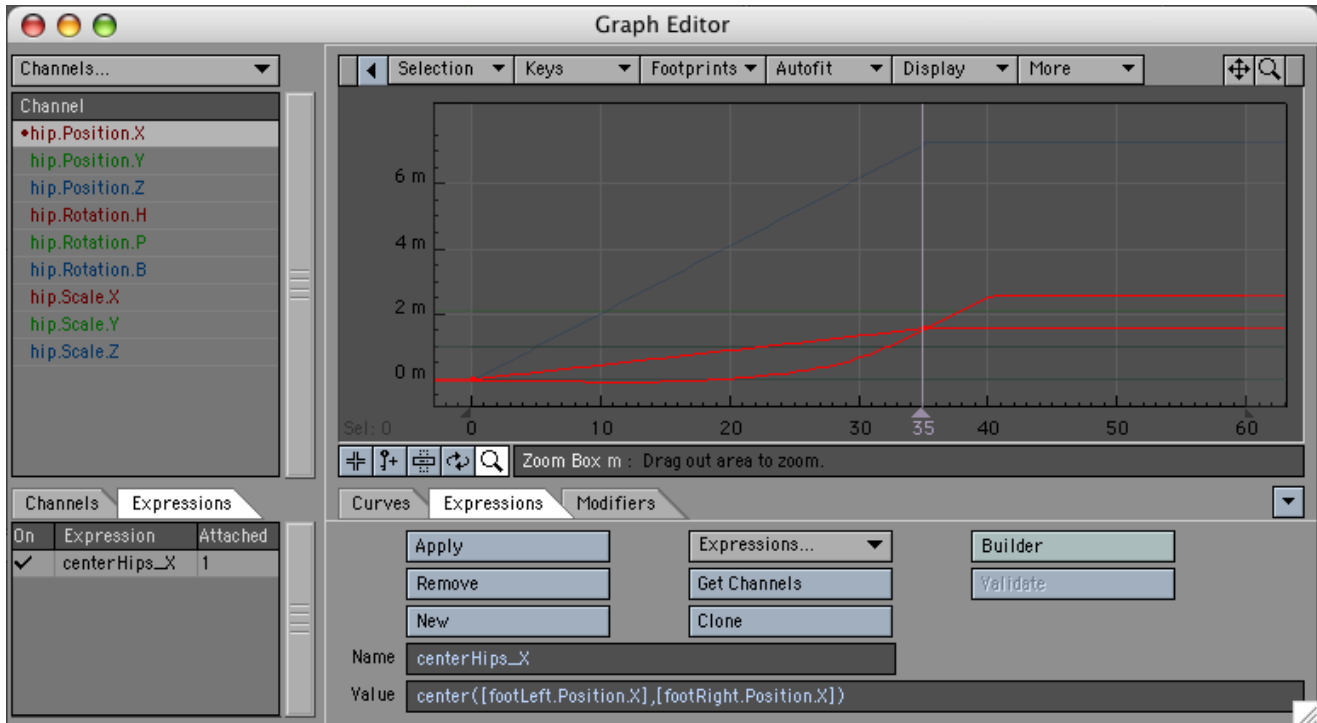 Graph Editor
Channels...
Selection Keys Footprints Autofit Display More
Channel
hip.Position.X
hip.Position.Y
hip.Position.Z
hip.Rotation.H
hip.Rotation.P
hip.Rotation.B
hip.Scale.X
hip.Scale.Y
hip.Scale.Z
6 m
4 m
2 m
0 m
Sel: 0 0 10 20 30 35 40 50 60
Zoom Box m : Drag out area to zoom.
Channels Expressions
On Expression Attached
centerHips_X 1
Curves Expressions Modifiers
Apply Expressions... Builder
Remove Get Channels Validate
New Clone
Name centerHips_X
Value center([footLeft.Position.X],[footRight.Position.X])